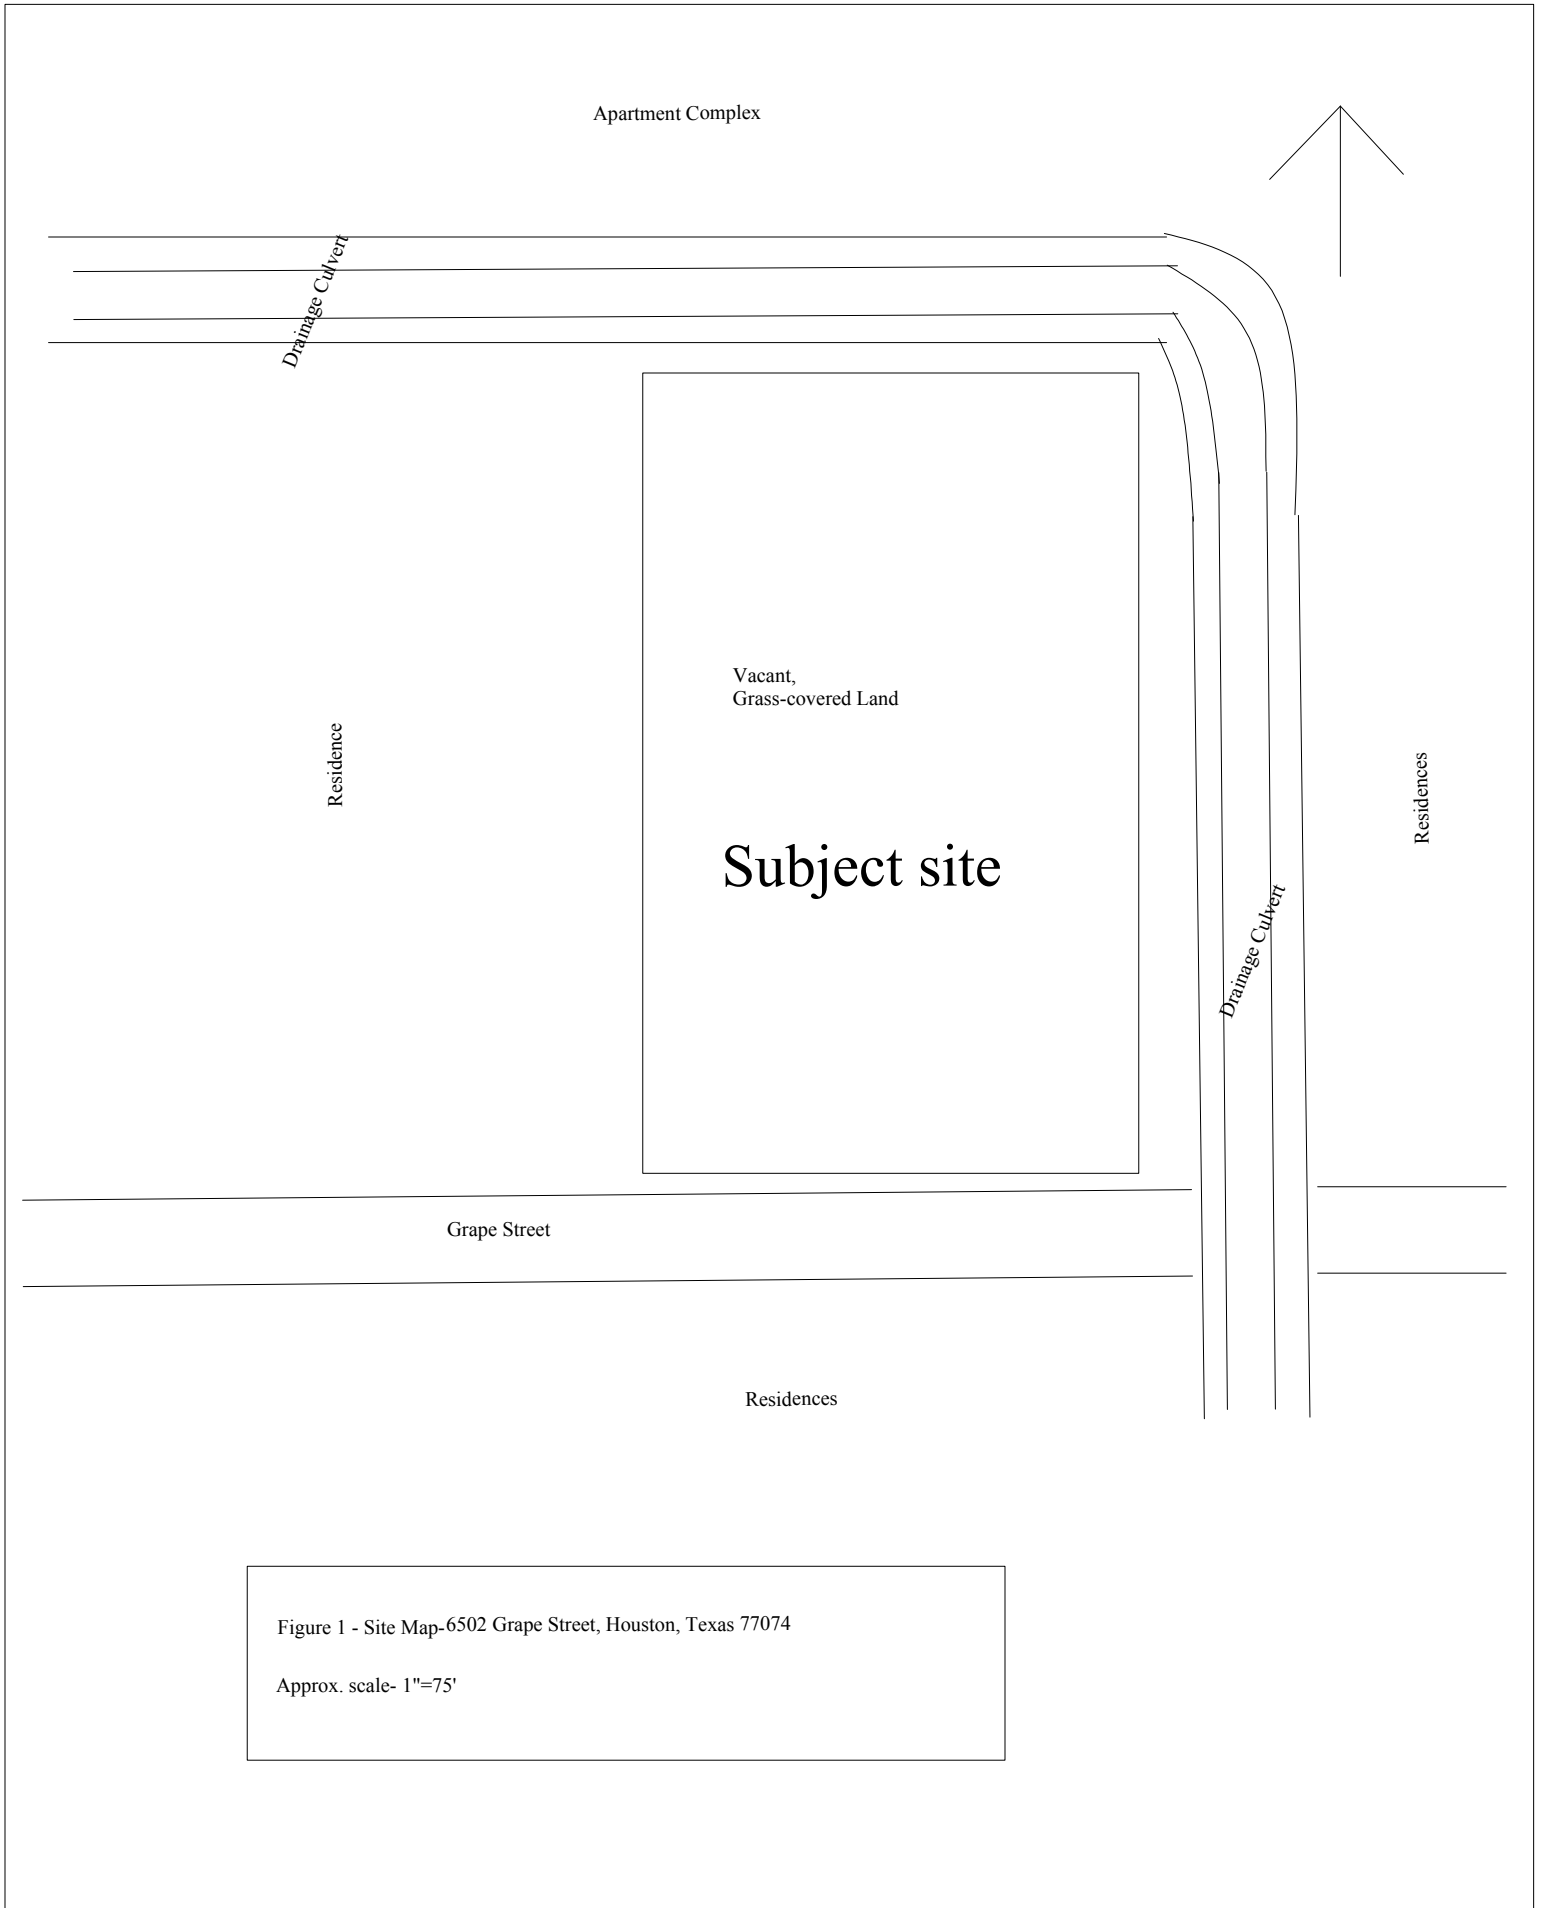 Apartment Complex
Drainage Culvert
Vacant,
Grass-covered Land
Residence
Residences
Subject site
Drainage Culvert
Grape Street
Residences
Figure 1 - Site Map-6502 Grape Street, Houston, Texas 77074
Approx. scale- 1"=75'